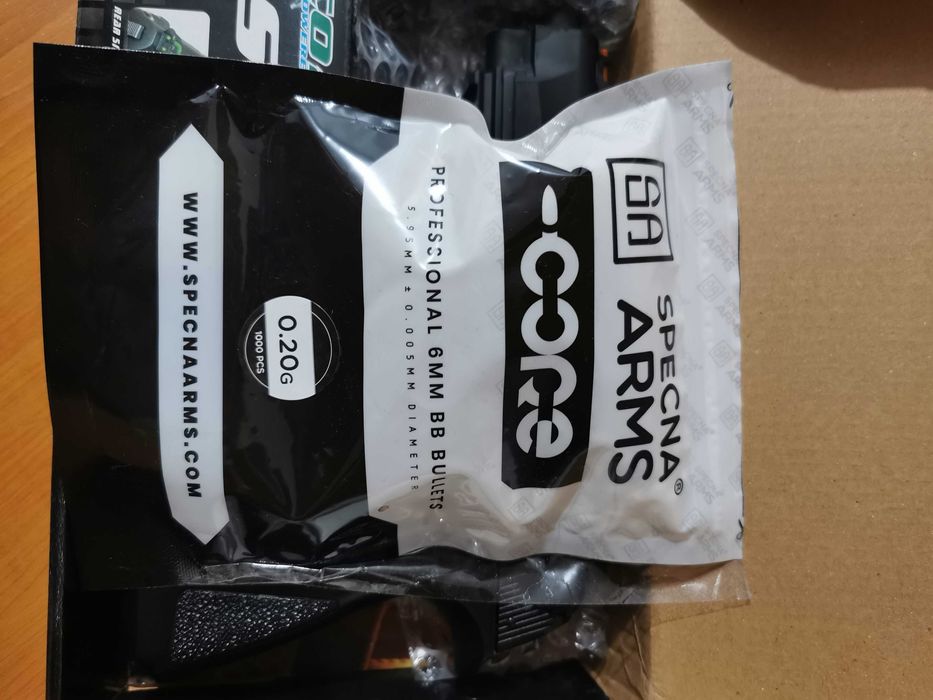 SA
SPECNA
ARMS®
CORE
PROFESSIONAL 6MM BB BULLETS
5.95MM ± 0.005MM DIAMETER
0.20G
1000 PCS
WWW.SPECNAARMS.COM
REAR